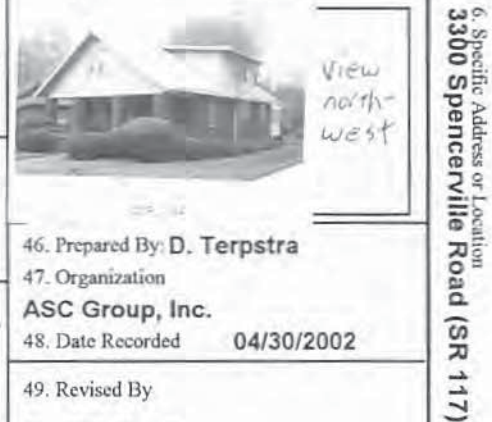 View
north-
west
46. Prepared By: D. Terpstra
47. Organization
ASC Group, Inc.
48. Date Recorded 04/30/2002
49. Revised By
6. Specific Address or Location
3300 Spencerville Road (SR 117)